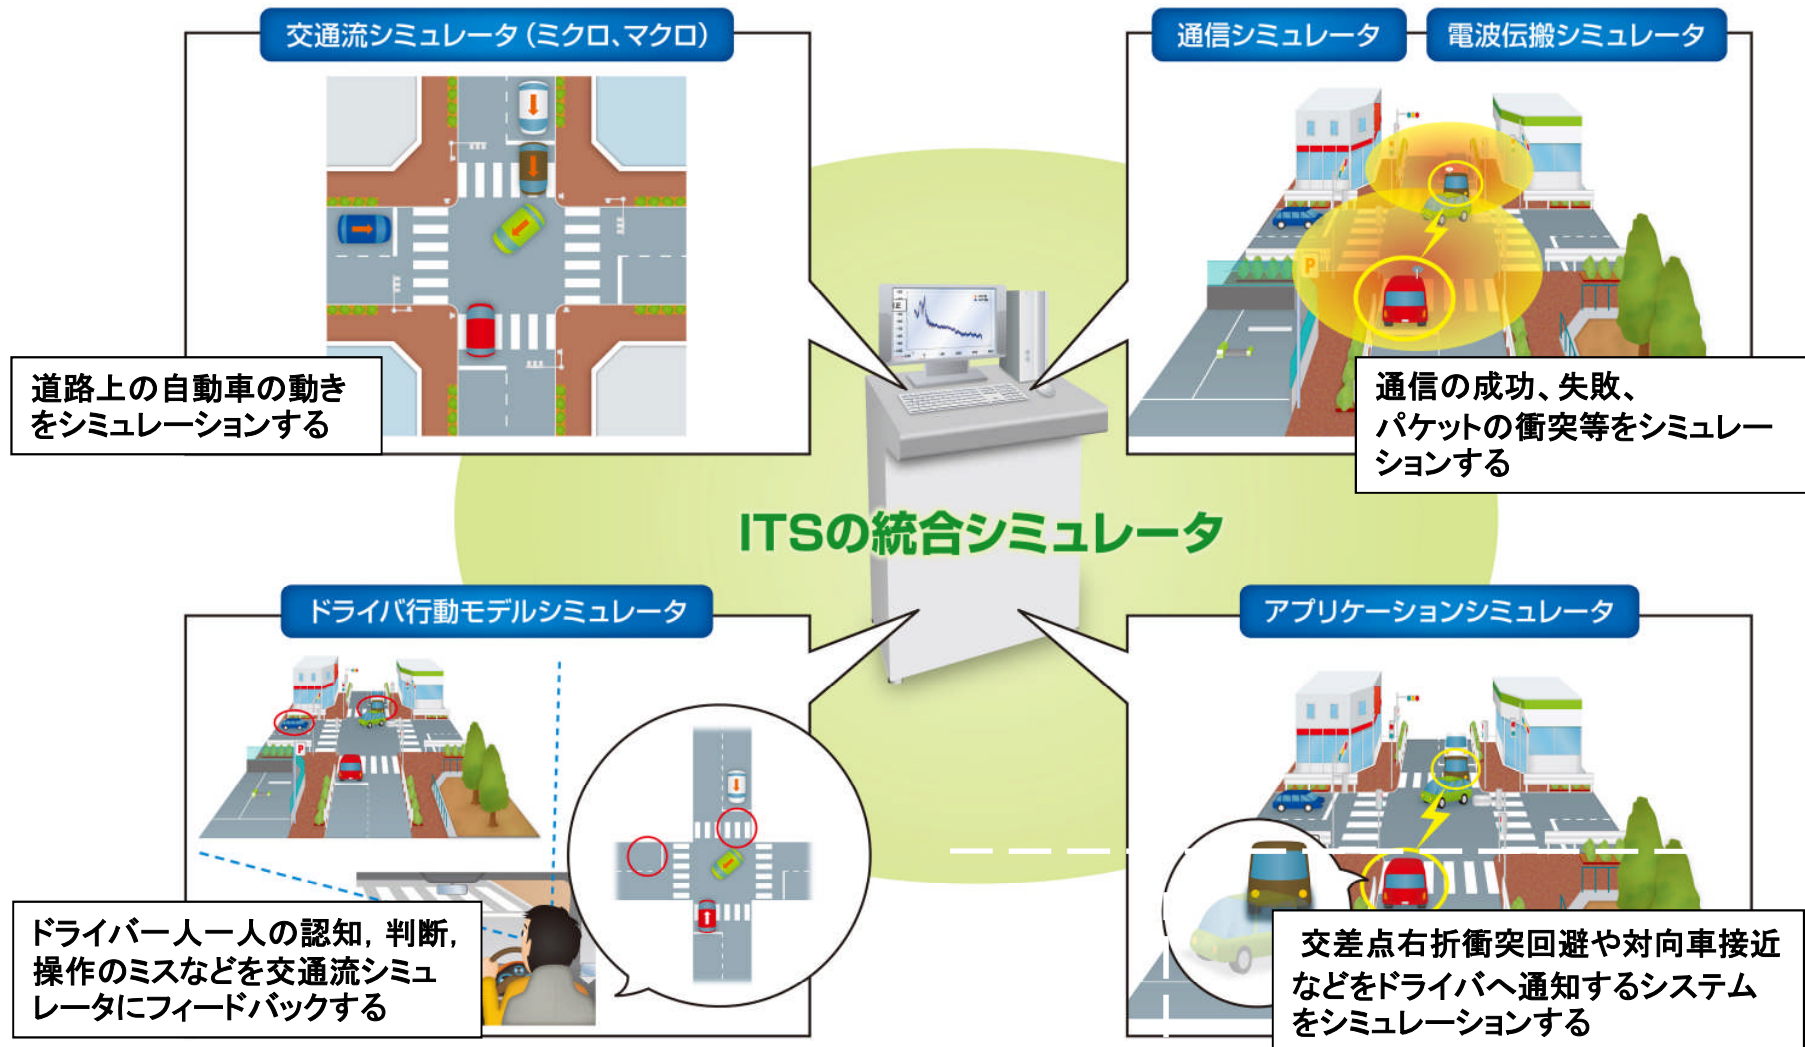 交通流シミュレータ（ミクロ、マクロ）
道路上の自動車の動き
をシミュレーションする
通信シミュレータ
電波伝搬シミュレータ
P
通信の成功、失敗、
パケットの衝突等をシミュレー
ションする
ITSの統合シミュレータ
ドライバ行動モデルシミュレータ
P
ドライバー人一人の認知, 判断,
操作のミスなどを交通流シミュ
レータにフィードバックする
アプリケーションシミュレータ
交差点右折衝突回避や対向車接近
などをドライバへ通知するシステム
をシミュレーションする